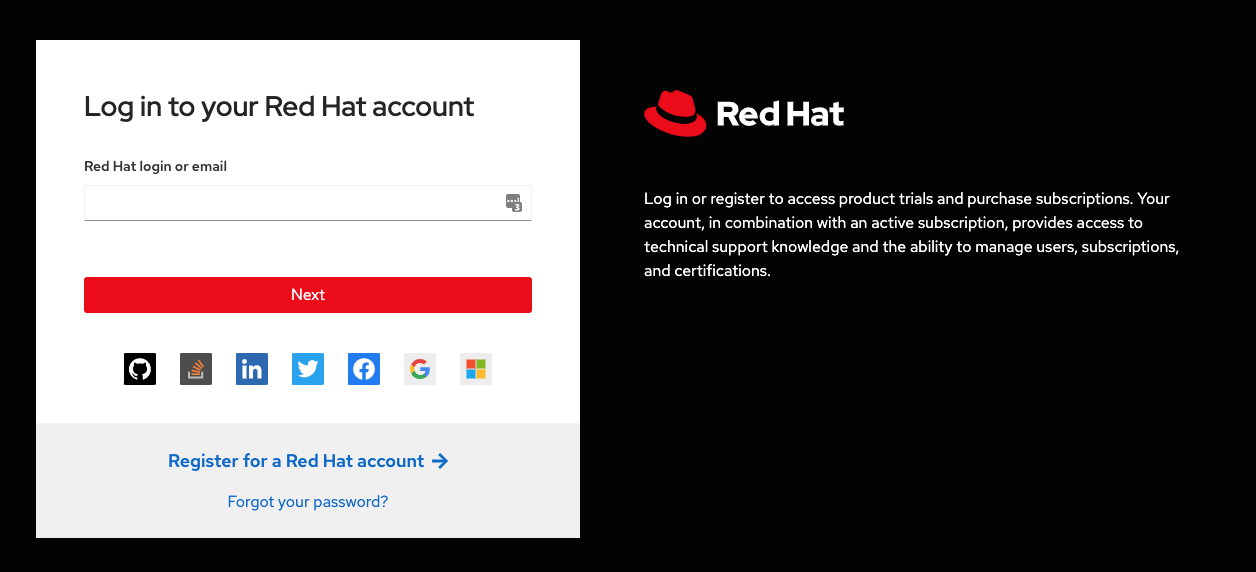 Log in to your Red Hat account
Red Hat login or email
3
Next
in
Register for a Red Hat account
Forgot your password?
Red Hat
Log in or register to access product trials and purchase subscriptions. Your
account, in combination with an active subscription, provides access to
technical support knowledge and the ability to manage users, subscriptions,
and certifications.